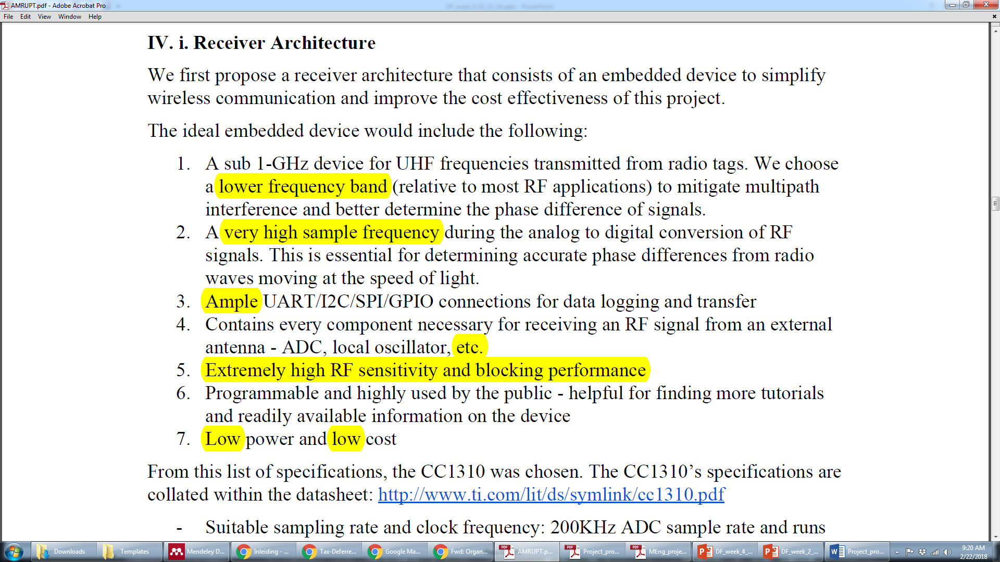 AMRUPT.pdf - Adobe Acrobat Pro
File Edit View Window Help
IV. i. Receiver Architecture
We first propose a receiver architecture that consists of an embedded device to simplify
wireless communication and improve the cost effectiveness of this project.
The ideal embedded device would include the following:
1. A sub 1-GHz device for UHF frequencies transmitted from radio tags. We choose
a lower frequency band (relative to most RF applications) to mitigate multipath
interference and better determine the phase difference of signals.
2. A very high sample frequency during the analog to digital conversion of RF
signals. This is essential for determining accurate phase differences from radio
waves moving at the speed of light.
3. Ample UART/I2C/SPI/GPIO connections for data logging and transfer
4. Contains every component necessary for receiving an RF signal from an external
antenna - ADC, local oscillator, etc.
5. Extremely high RF sensitivity and blocking performance
6. Programmable and highly used by the public - helpful for finding more tutorials
and readily available information on the device
7. Low power and low cost
From this list of specifications, the CC1310 was chosen. The CC1310’s specifications are
collated within the datasheet: http://www.ti.com/lit/ds/symlink/cc1310.pdf
- Suitable sampling rate and clock frequency: 200KHz ADC sample rate and runs
Downloads Templates Mendeley D... Inleiding - ... Tax-Deferre... Google Ma... Fwd: Organ... AMRUPT.p... Project_pro... MEng_proje... DF_week_4_... DF_week_2_... Project_pro... 9:20 AM
2/22/2018